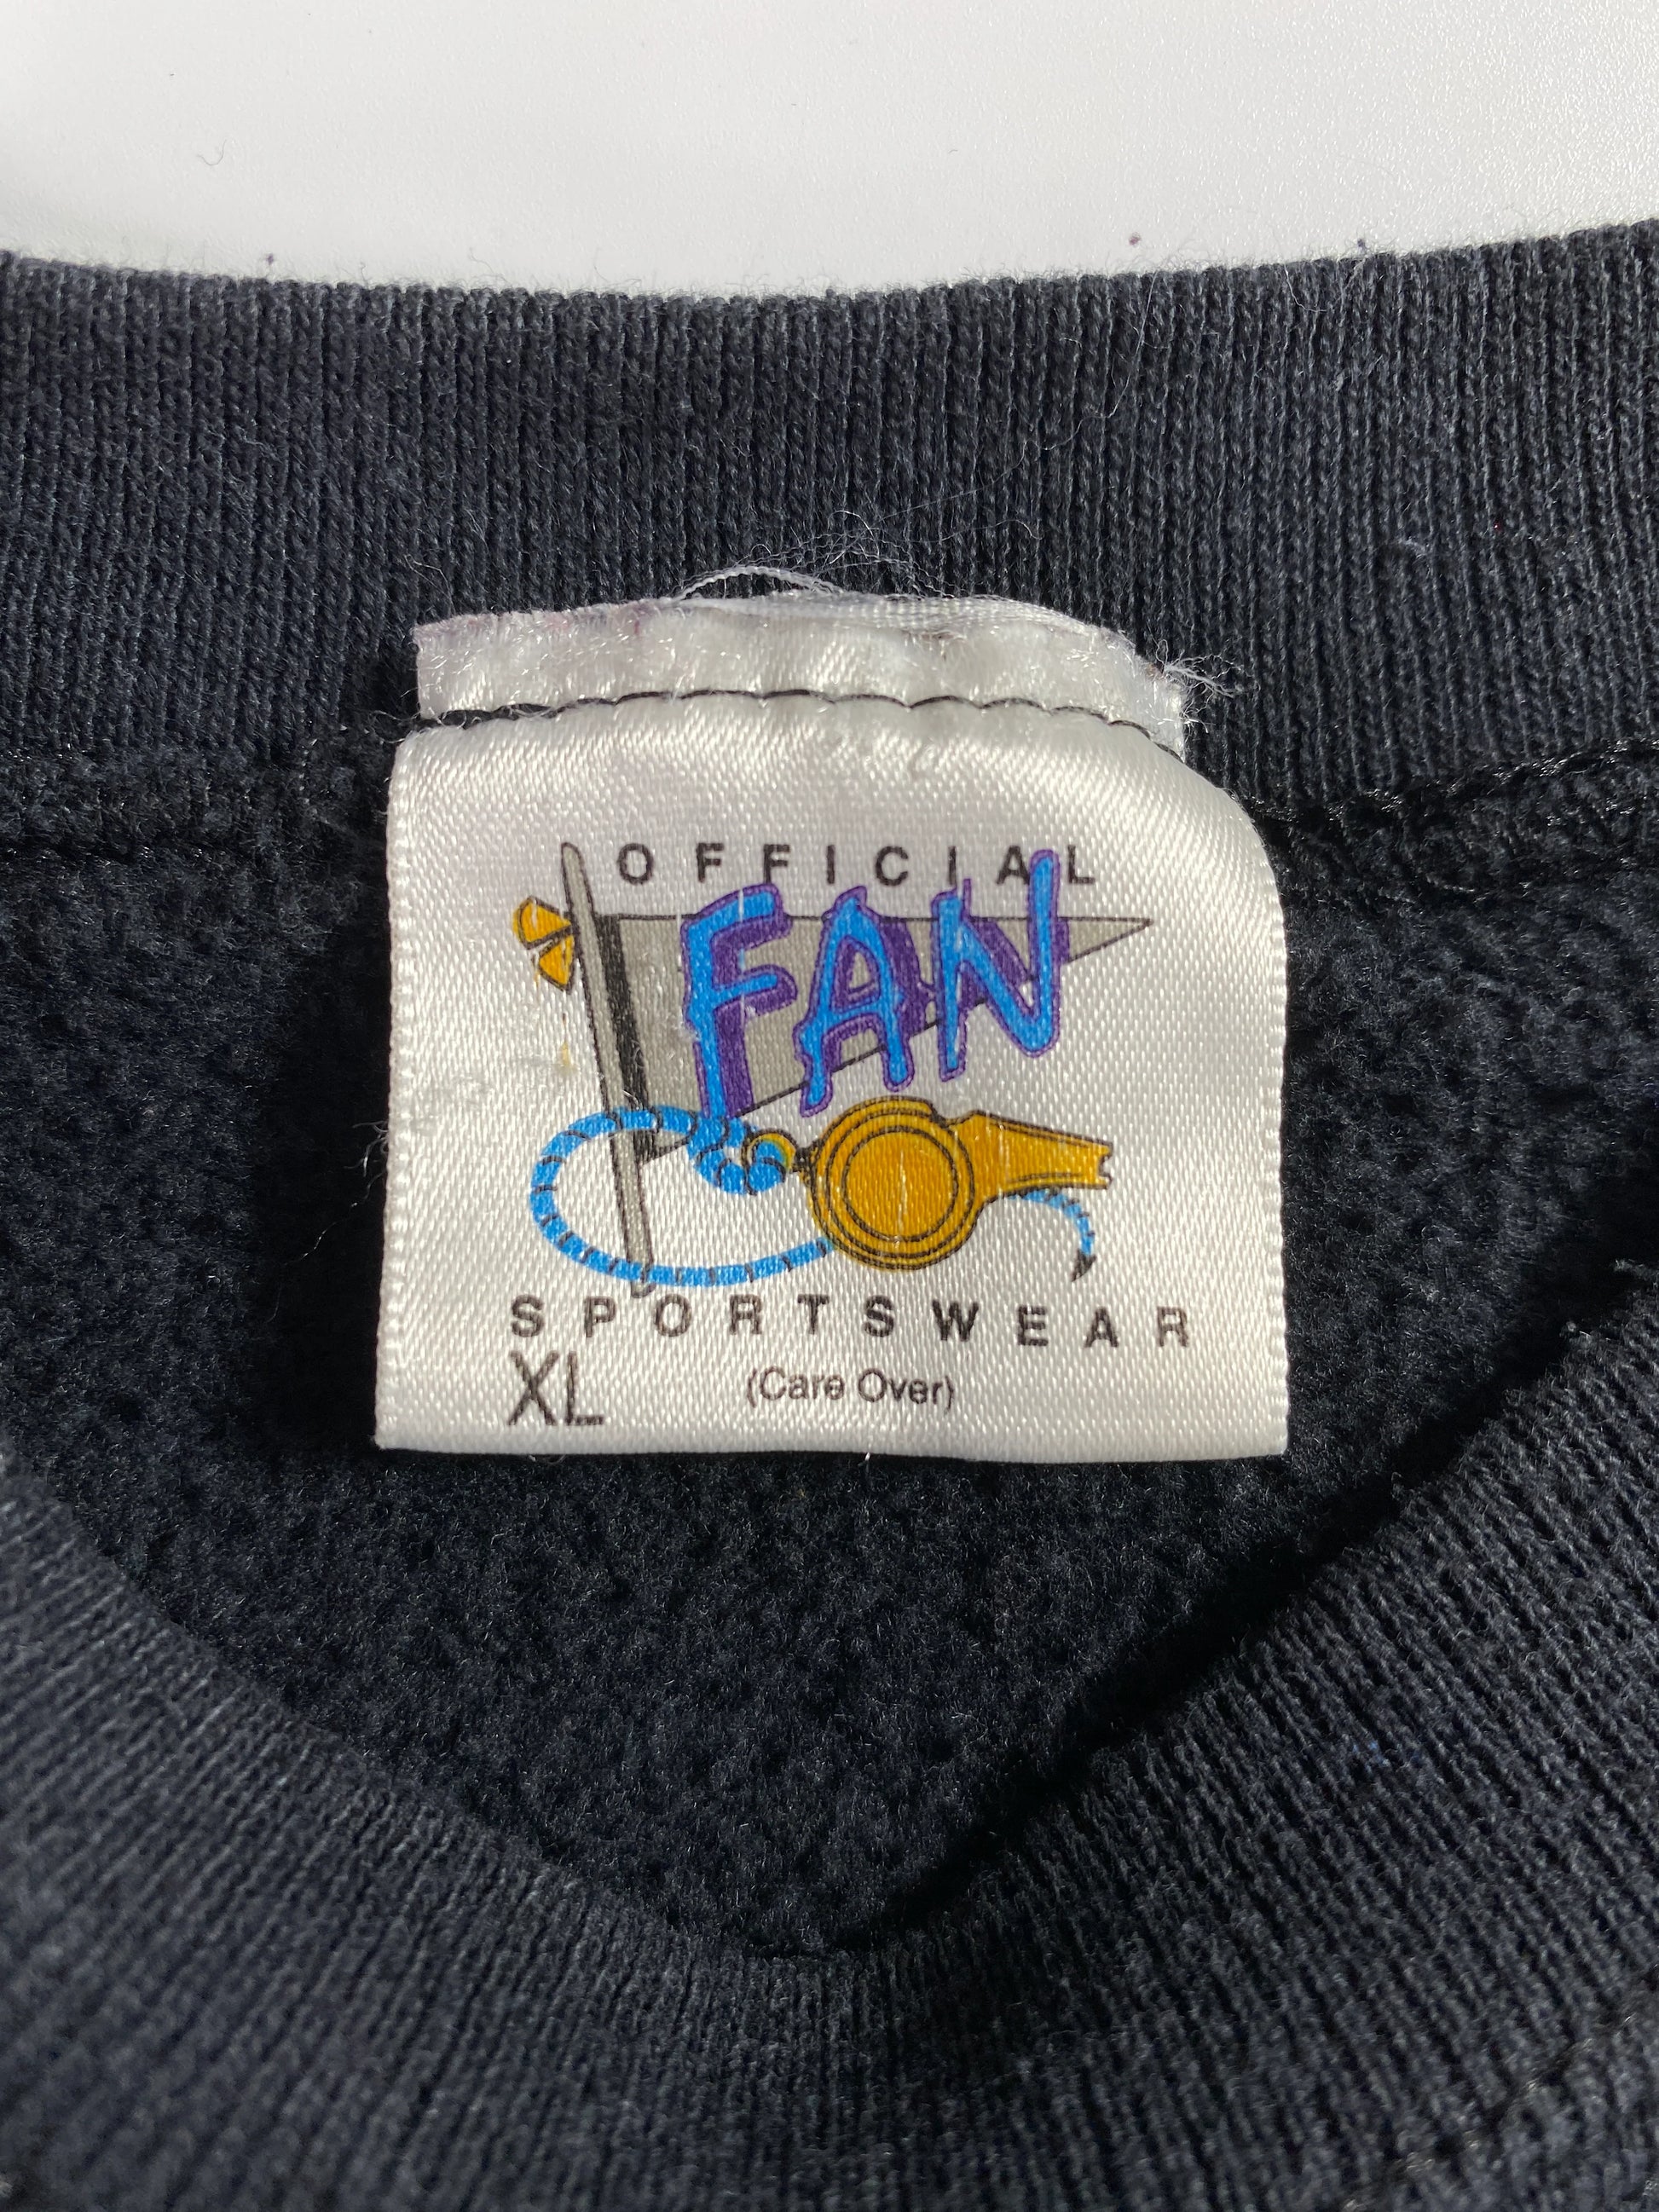 OFFICIAL
FAN
SPORTSWEAR
XL (Care Over)